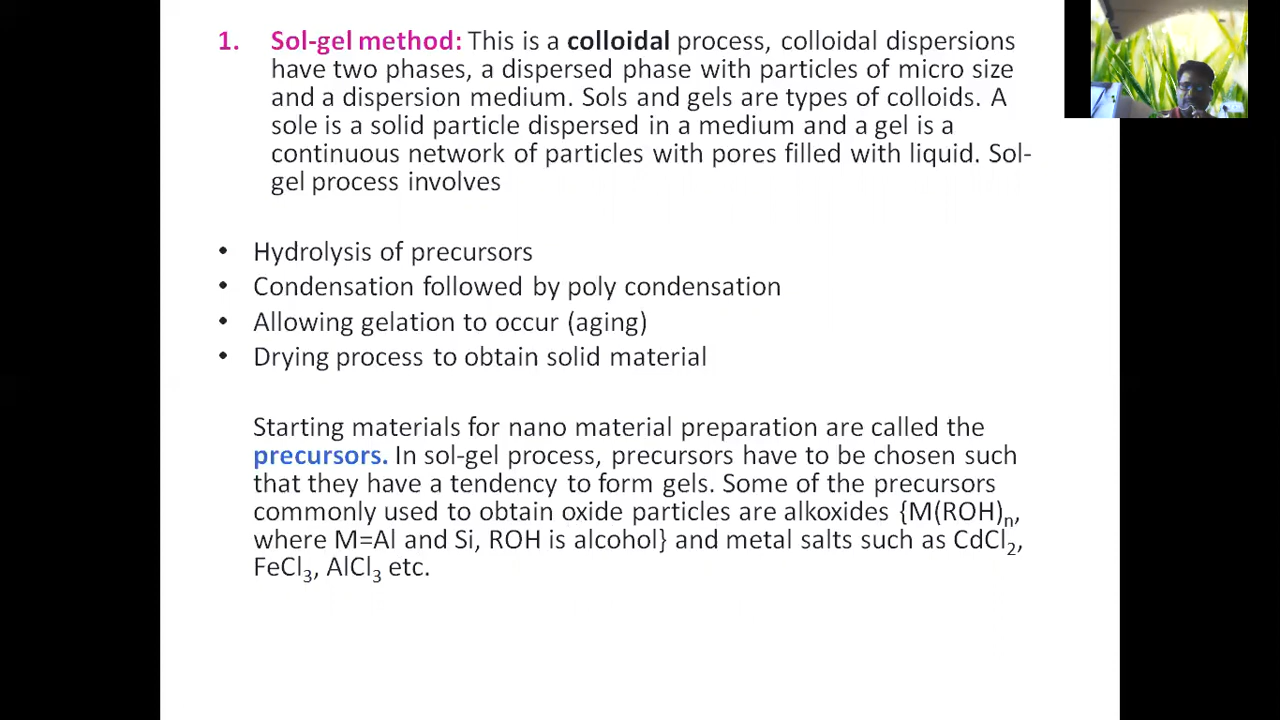 1. Sol-gel method: This is a colloidal process, colloidal dispersions
have two phases, a dispersed phase with particles of micro size
and a dispersion medium. Sols and gels are types of colloids. A
sole is a solid particle dispersed in a medium and a gel is a
continuous network of particles with pores filled with liquid. Sol-
gel process involves
• Hydrolysis of precursors
• Condensation followed by poly condensation
• Allowing gelation to occur (aging)
• Drying process to obtain solid material
Starting materials for nano material preparation are called the
precursors. In sol-gel process, precursors have to be chosen such
that they have a tendency to form gels. Some of the precursors
commonly used to obtain oxide particles are alkoxides {M(ROH)n,
where M=Al and Si, ROH is alcohol} and metal salts such as CdCl2,
FeCl3, AlCl3 etc.